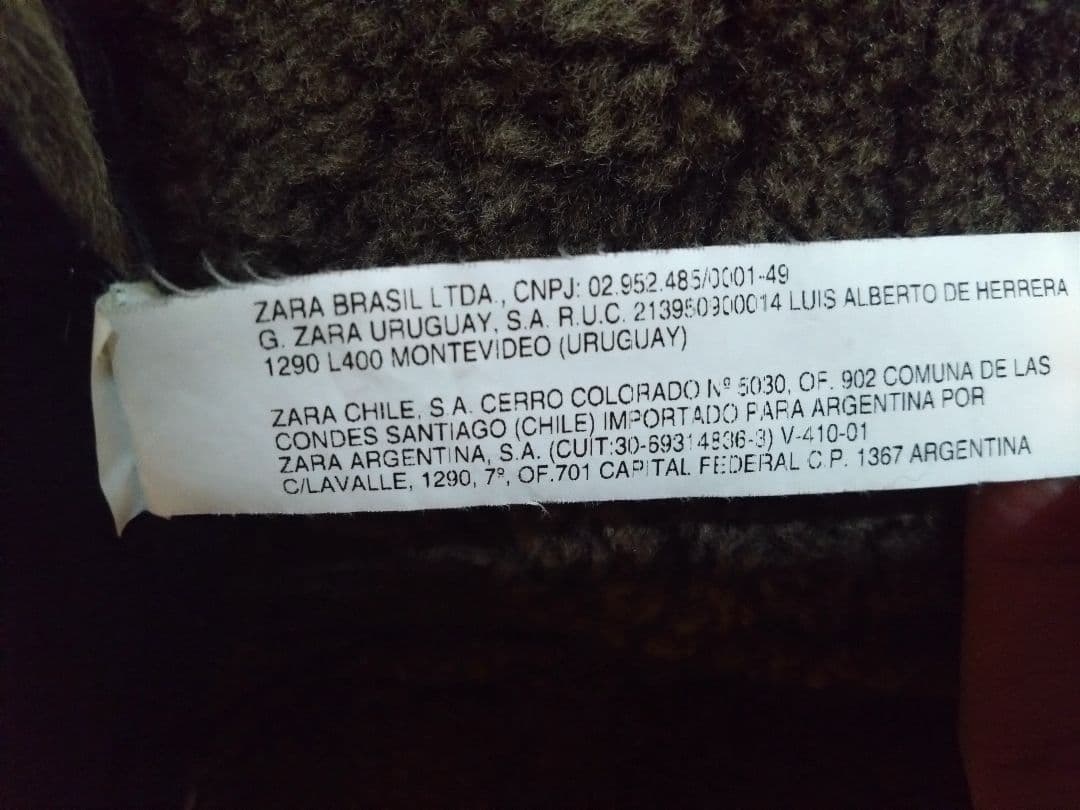 ZARA BRASIL LTDA., CNPJ: 02.952.485/0001-49
G. ZARA URUGUAY, S.A. R.U.C. 213950900014 LUIS ALBERTO DE HERRERA
1290 L400 MONTEVIDEO (URUGUAY)
ZARA CHILE, S.A. CERRO COLORADO Nº 5030, OF. 902 COMUNA DE LAS
CONDES SANTIAGO (CHILE) IMPORTADO PARA ARGENTINA POR
ZARA ARGENTINA, S.A. (CUIT:30-69314836-3) V-410-01
C/LAVALLE, 1290, 7º, OF.701 CAPITAL FEDERAL C.P. 1367 ARGENTINA